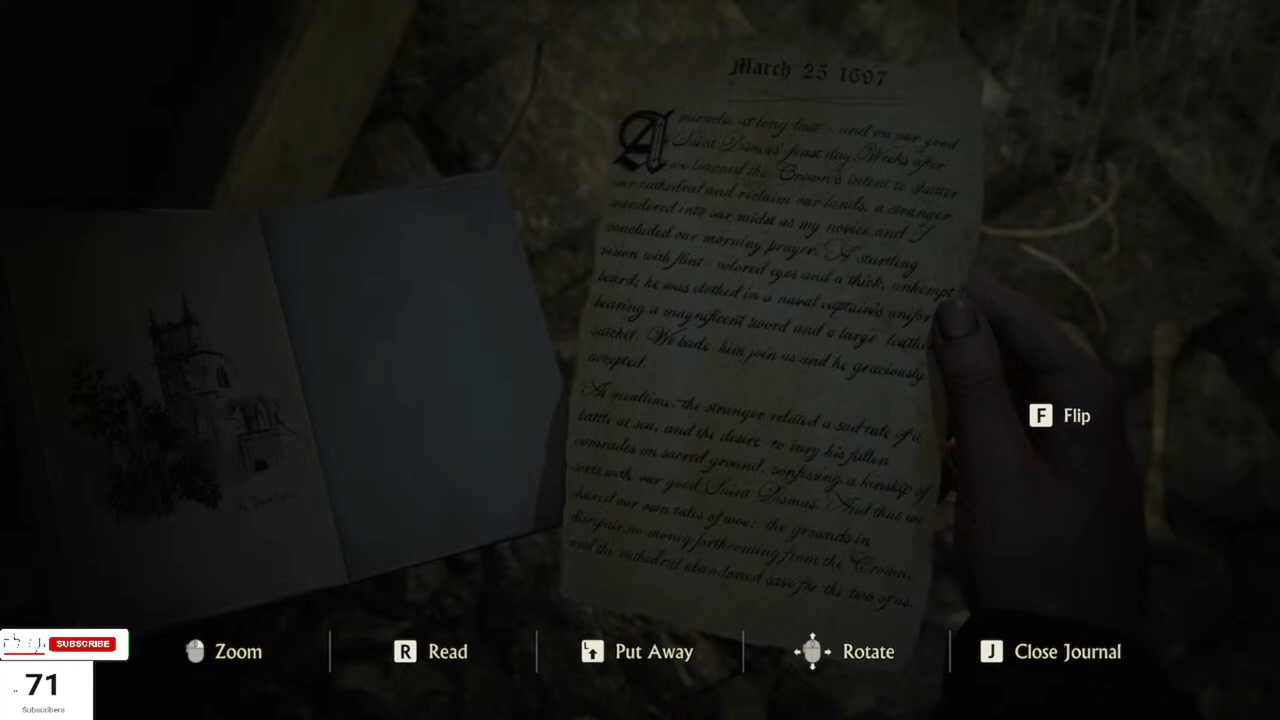 March 25 1697
A miracle at long last - and on our good
Saint Dismas' feast day. Weeks after
we learned the Crown's intent to shutter
our cathedral and reclaim our lands, a stranger
wandered into our midst as my novice and I
concluded our morning prayer. A startling
vision with flint-colored eyes and a thick, unkempt
beard; he was clothed in a naval captain's unifor
bearing a magnificent sword and a large leather
satchel. We bade him join us and he graciously
accepted.
At mealtime, the stranger related a sad tale of a
battle at sea, and the desire to bury his fallen
comrades on sacred ground, confessing a kinship of
sorts with our good Saint Dismas. And thus we
shared our own tales of woe: the grounds in
disrepair, no money forthcoming from the Crown,
and the cathedral abandoned save for the two of us.
F Flip
Zoom
R Read
L Put Away
Rotate
J Close Journal
SUBSCRIBE
71
Subscribers